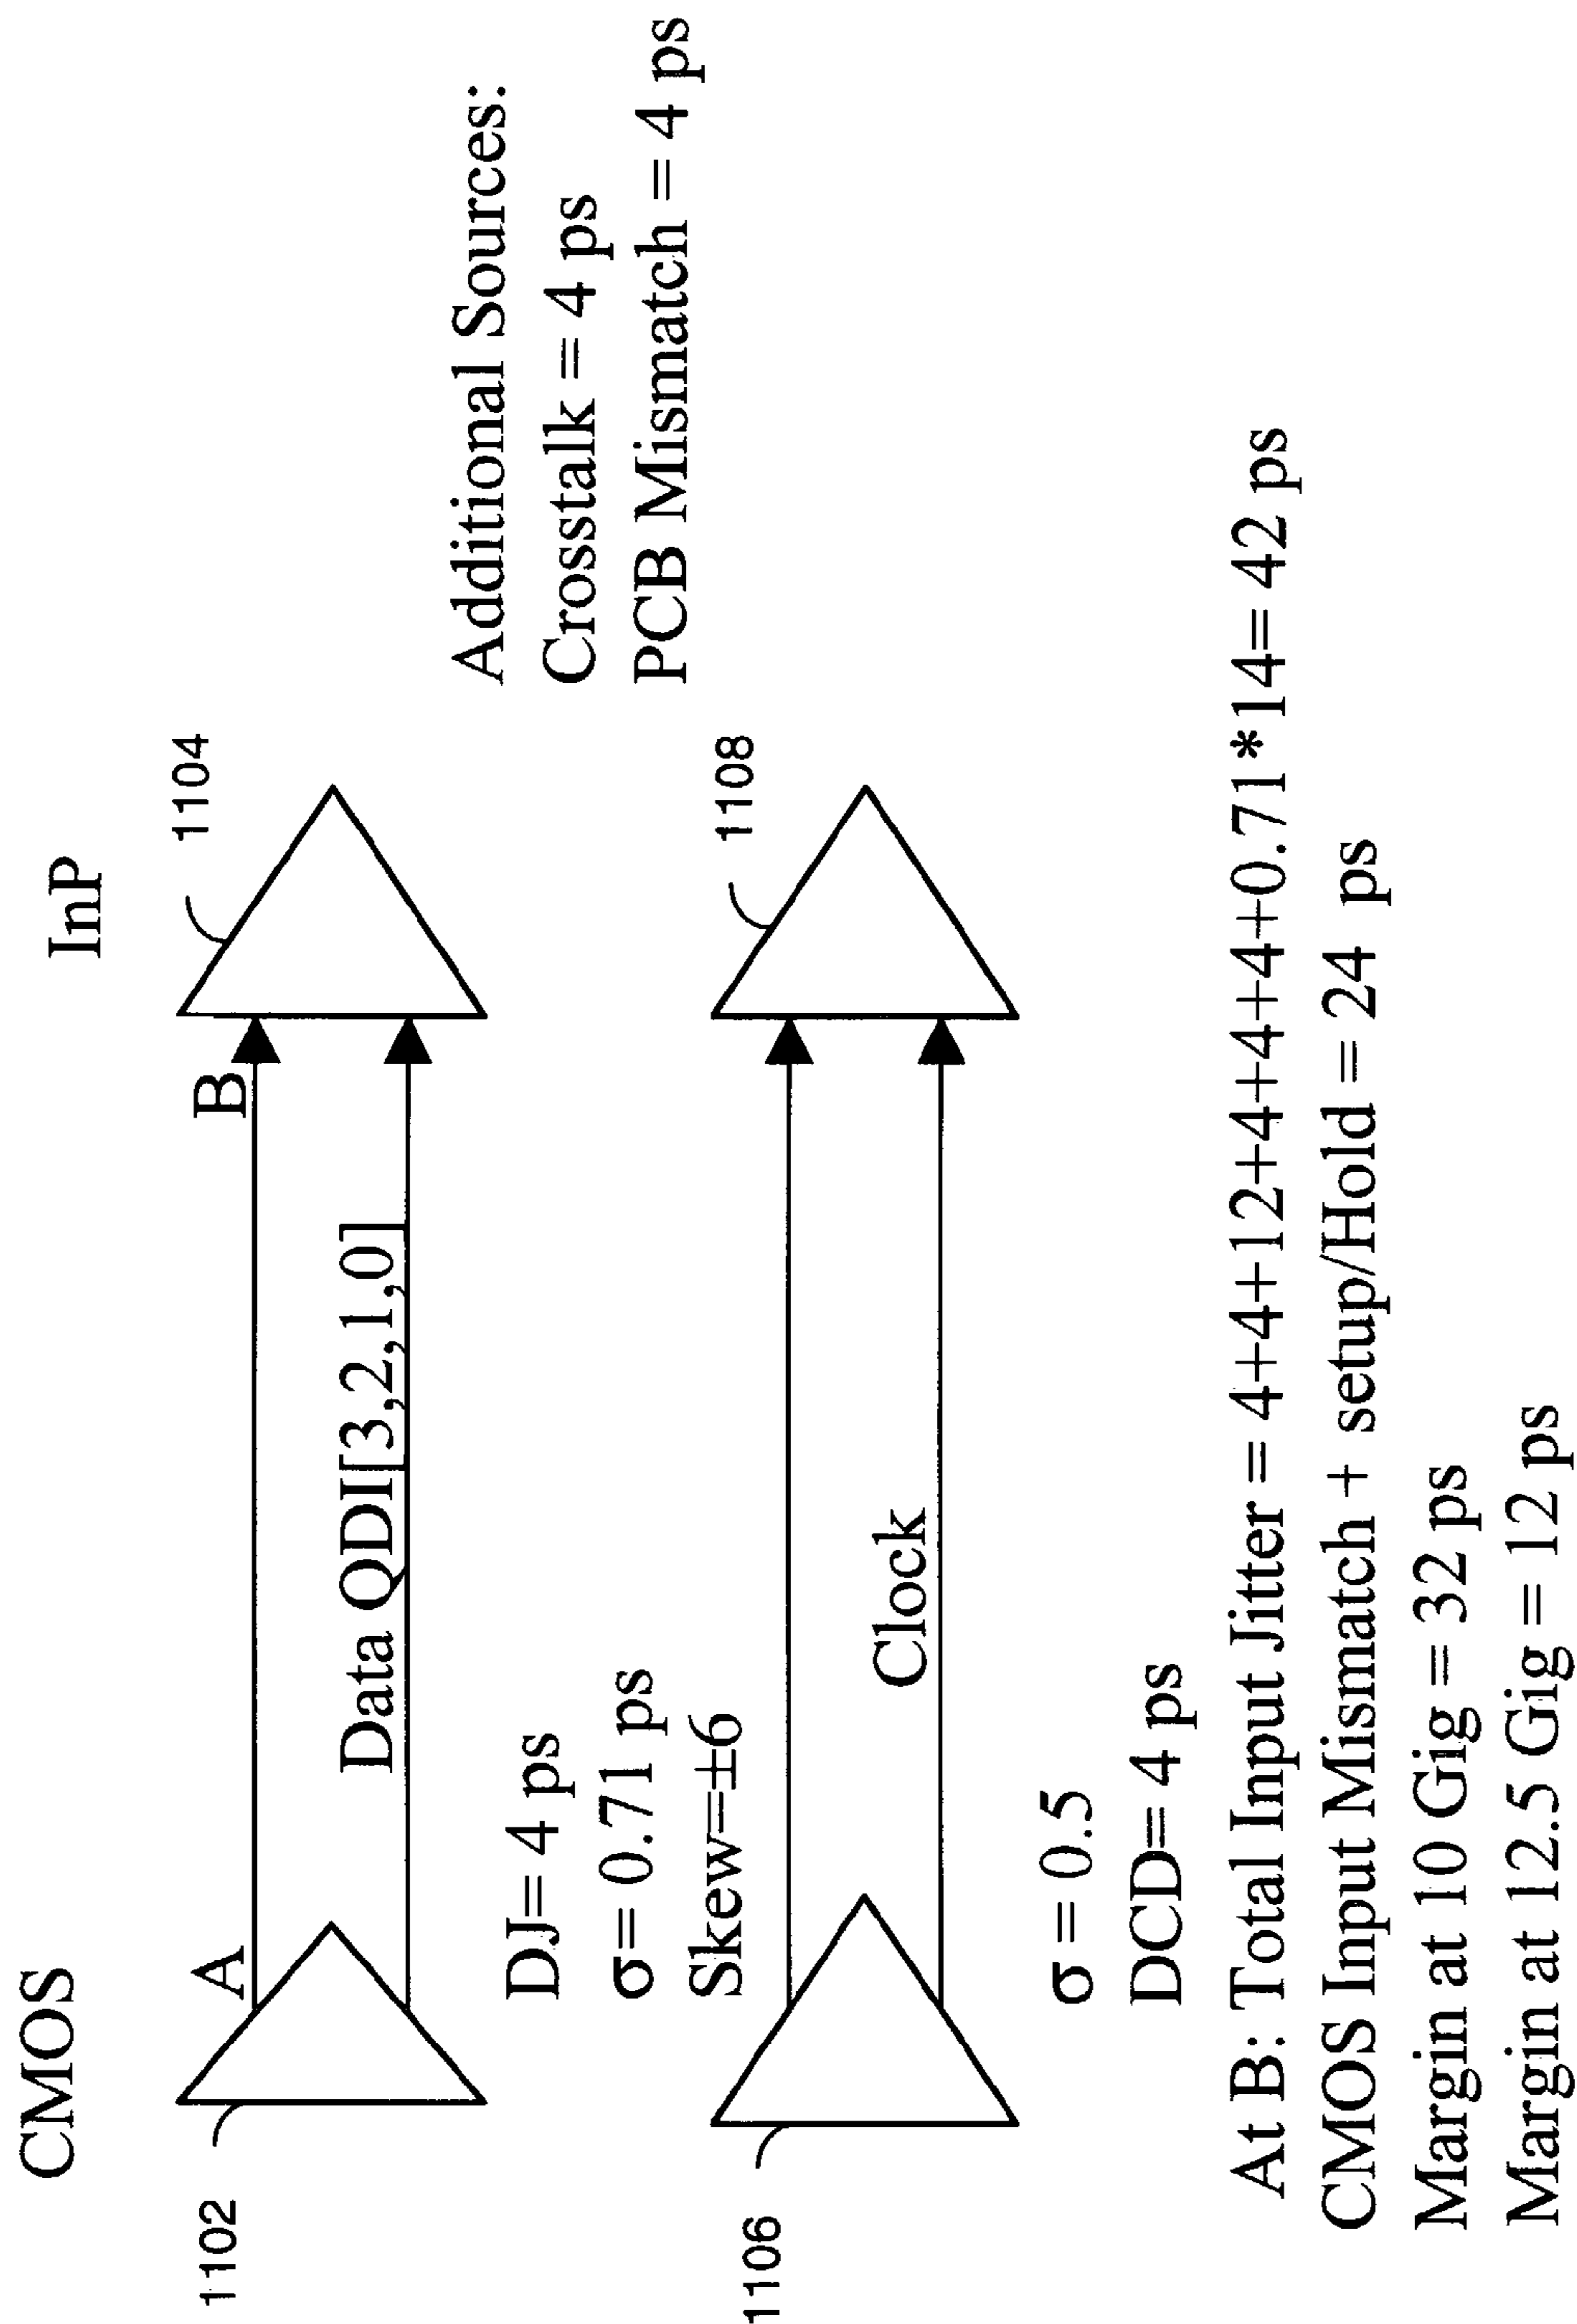 CMOS
InP
1102
A
B
1104
Data QDI[3,2,1,0]
DJ= 4 ps
σ= 0.71 ps
Skew=±6
Additional Sources:
Crosstalk = 4 ps
PCB Mismatch = 4 ps
1106
Clock
1108
σ = 0.5
DCD= 4 ps
At B: Total Input Jitter = 4+4+12+4+4+4+0.71*14= 42 ps
CMOS Input Mismatch + setup/Hold = 24 ps
Margin at 10 Gig = 32 ps
Margin at 12.5 Gig = 12 ps